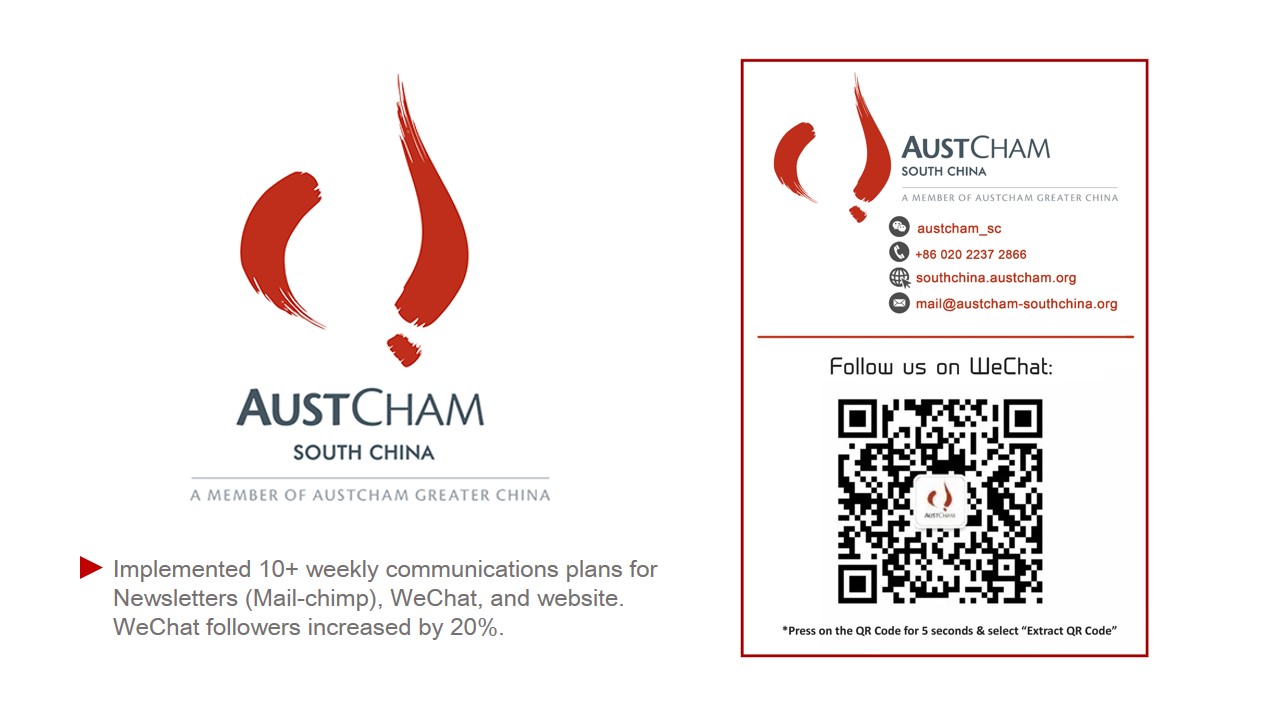 AUSTCHAM
SOUTH CHINA
A MEMBER OF AUSTCHAM GREATER CHINA
Implemented 10+ weekly communications plans for
Newsletters (Mail-chimp), WeChat, and website.
WeChat followers increased by 20%.
AUSTCHAM
SOUTH CHINA
A MEMBER OF AUSTCHAM GREATER CHINA
austcham_sc
+86 020 2237 2866
southchina.austcham.org
mail@austcham-southchina.org
Follow us on WeChat:
AUSTCHAM
*Press on the QR Code for 5 seconds & select “Extract QR Code”